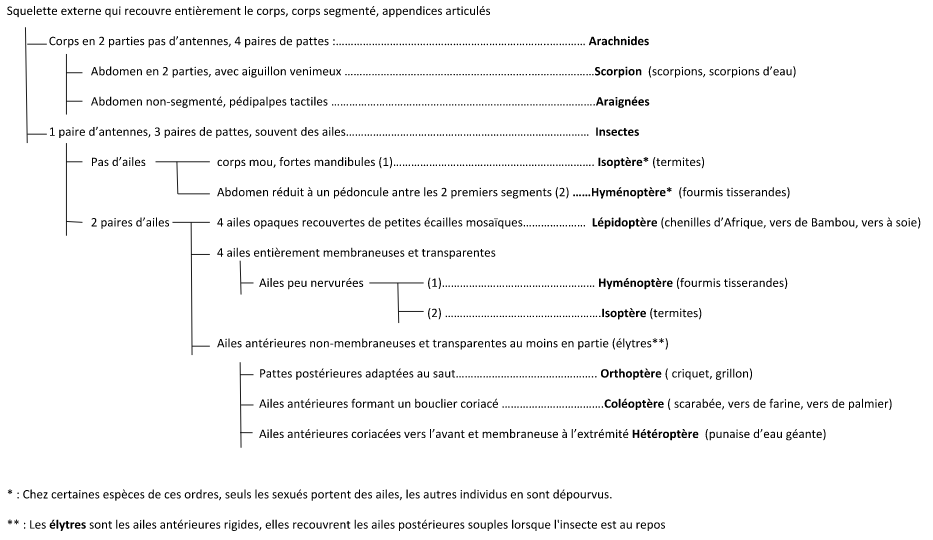 Squelette externe qui recouvre entièrement le corps, corps segmenté, appendices articulés
Corps en 2 parties pas d'antennes, 4 paires de pattes :........................................ Arachnides
Abdomen en 2 parties, avec aiguillon venimeux ........................................Scorpion (scorpions, scorpions d'eau)
Abdomen non-segmenté, pédipalpes tactiles ........................................Araignées
1 paire d'antennes, 3 paires de pattes, souvent des ailes........................................ Insectes
Pas d'ailes corps mou, fortes mandibules (1)........................................ Isoptère* (termites)
Abdomen réduit à un pédoncule entre les 2 premiers segments (2) ......Hyménoptère* (fourmis tisserandes)
2 paires d'ailes 4 ailes opaques recouvertes de petites écailles mosaïques.................. Lépidoptère (chenilles d'Afrique, vers de Bambou, vers à soie)
4 ailes entièrement membraneuses et transparentes
Ailes peu nervurées (1)........................................ Hyménoptère (fourmis tisserandes)
(2) ........................................Isoptère (termites)
Ailes antérieures non-membraneuses et transparentes au moins en partie (élytres**)
Pattes postérieures adaptées au saut........................................ Orthoptère ( criquet, grillon)
Ailes antérieures formant un bouclier coriacé ..............................Coléoptère ( scarabée, vers de farine, vers de palmier)
Ailes antérieures coriacées vers l'avant et membraneuse à l'extrémité Hétéroptère (punaise d'eau géante)
* : Chez certaines espèces de ces ordres, seuls les sexués portent des ailes, les autres individus en sont dépourvus.
** : Les élytres sont les ailes antérieures rigides, elles recouvrent les ailes postérieures souples lorsque l'insecte est au repos